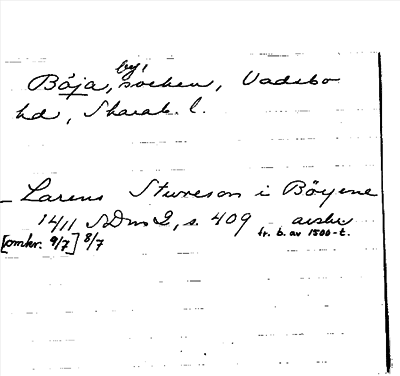 by!
Böja, socken, Vadsbo
hd, Skarab. l.
Larens Stureson i Böyene
1411 SDns 2, s. 409 avskr
[omkr. 9/7] 8/7 fr. b. av 1500-t.